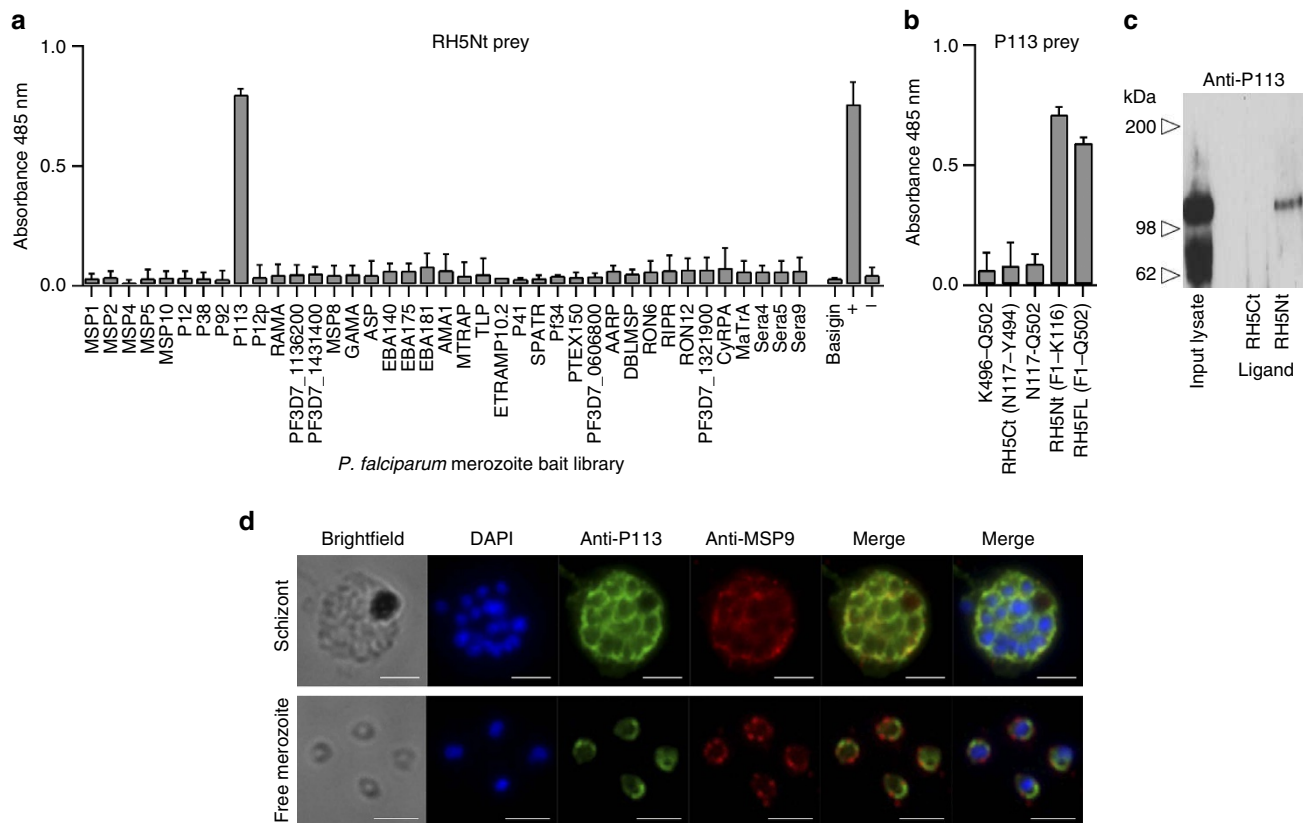 a
RH5Nt prey
1.0
0.5
0.0
Absorbance 485 nm
MSP1
MSP2
MSP4
MSP5
MSP10
P12
P38
P92
P113
P12p
RAMA
PF3D7_1136200
PF3D7_1431400
MSP8
GAMA
ASP
EBA140
EBA175
EBA181
AMA1
MTRAP
TLP
ETRAMP10.2
P41
SPATR
Pf34
PTEX150
PF3D7_0606800
AARP
DBLMSP
RON6
RIPR
RON12
PF3D7_1321900
CyRPA
MaTrA
Sera4
Sera5
Sera9
Basigin
+
–
P. falciparum merozoite bait library
b
P113 prey
1.0
0.5
0.0
Absorbance 485 nm
K496–Q502
RH5Ct (N117–Y494)
N117-Q502
RH5Nt (F1–K116)
RH5FL (F1–Q502)
c
Anti-P113
kDa
200
98
62
Input lysate
RH5Ct
RH5Nt
Ligand
d
Brightfield
DAPI
Anti-P113
Anti-MSP9
Merge
Merge
Schizont
Free merozoite